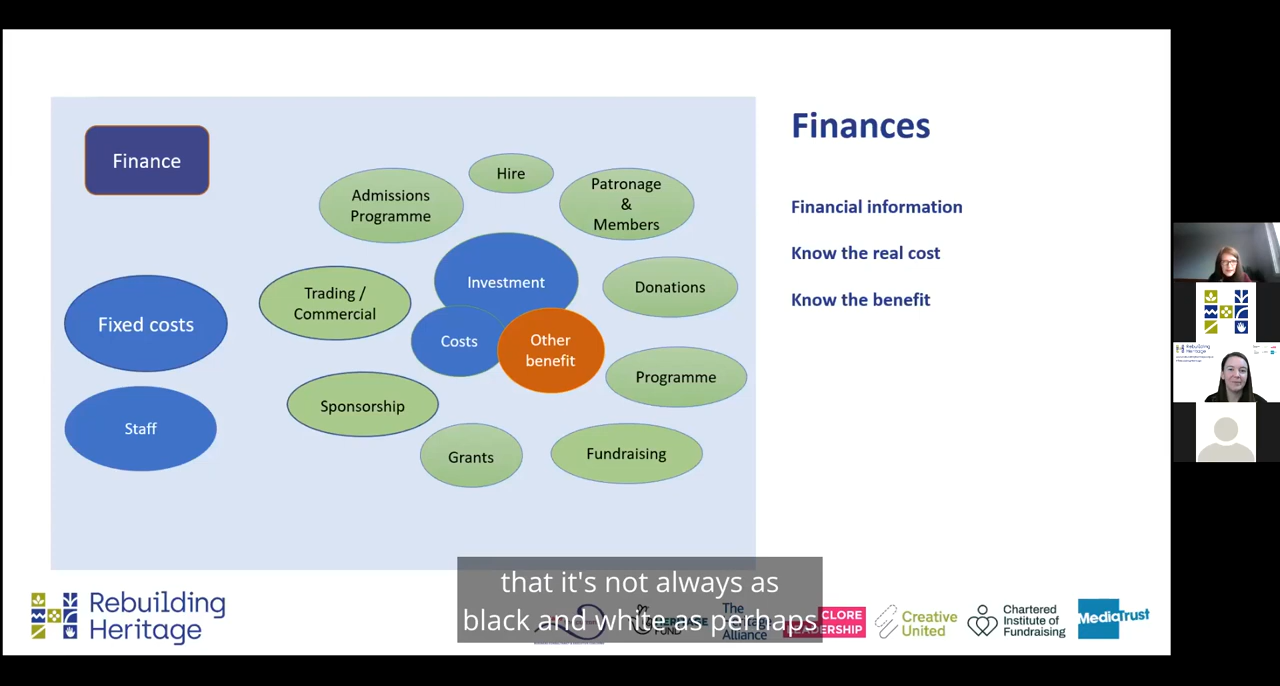 Finance
Hire
Admissions
Programme
Patronage
&
Members
Investment
Donations
Trading /
Commercial
Fixed costs
Costs
Other
benefit
Programme
Sponsorship
Staff
Grants
Fundraising
Finances
Financial information
Know the real cost
Know the benefit
that it's not always as
black and white as perhaps
Rebuilding
Heritage
The
Alliance
FUND
CLORE
LEADERSHIP
Creative
United
Chartered
Institute of
Fundraising
MediaTrust
Rebuilding
Heritage